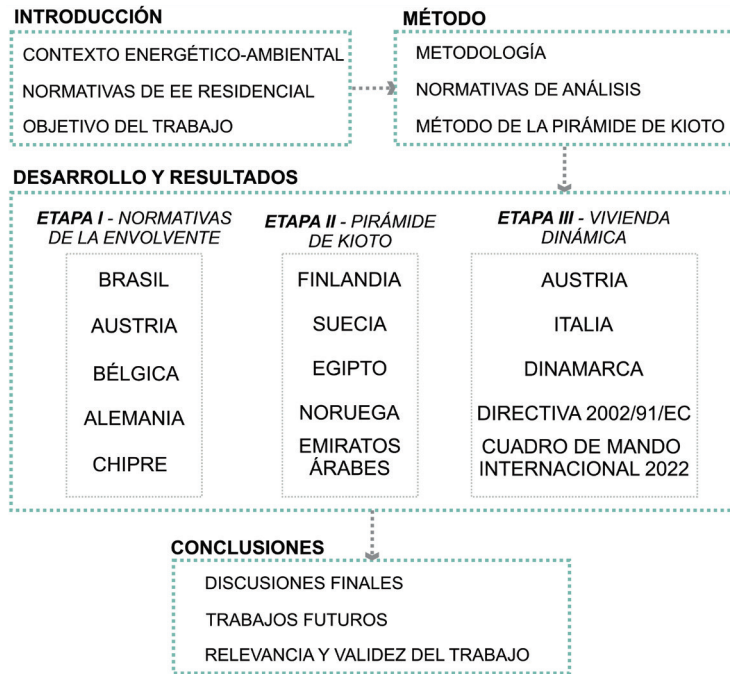 INTRODUCCIÓN
CONTEXTO ENERGÉTICO-AMBIENTAL
NORMATIVAS DE EE RESIDENCIAL
OBJETIVO DEL TRABAJO
MÉTODO
METODOLOGÍA
NORMATIVAS DE ANÁLISIS
MÉTODO DE LA PIRÁMIDE DE KIOTO
DESARROLLO Y RESULTADOS
ETAPA I - NORMATIVAS
DE LA ENVOLVENTE
BRASIL
AUSTRIA
BÉLGICA
ALEMANIA
CHIPRE
ETAPA II - PIRÁMIDE
DE KIOTO
FINLANDIA
SUECIA
EGIPTO
NORUEGA
EMIRATOS
ÁRABES
ETAPA III - VIVIENDA
DINÁMICA
AUSTRIA
ITALIA
DINAMARCA
DIRECTIVA 2002/91/EC
CUADRO DE MANDO
INTERNACIONAL 2022
CONCLUSIONES
DISCUSIONES FINALES
TRABAJOS FUTUROS
RELEVANCIA Y VALIDEZ DEL TRABAJO